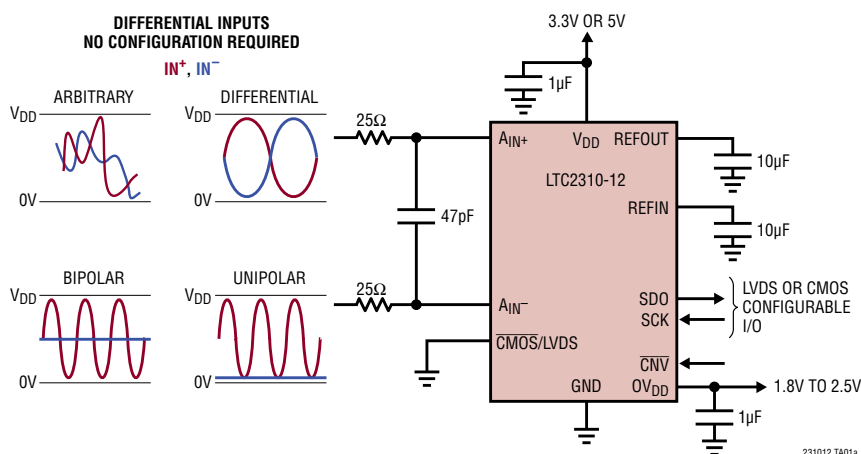 DIFFERENTIAL INPUTS
NO CONFIGURATION REQUIRED
IN+, IN−
ARBITRARY
VDD
0V
DIFFERENTIAL
VDD
0V
BIPOLAR
VDD
0V
UNIPOLAR
VDD
0V
25Ω
47pF
25Ω
3.3V OR 5V
1µF
AIN+
VDD
REFOUT
10µF
LTC2310-12
REFIN
10µF
AIN−
SDO
SCK
LVDS OR CMOS
CONFIGURABLE
I/O
CMOS/LVDS
CNV
GND
OVDD
1.8V TO 2.5V
1µF
231012 TA01a